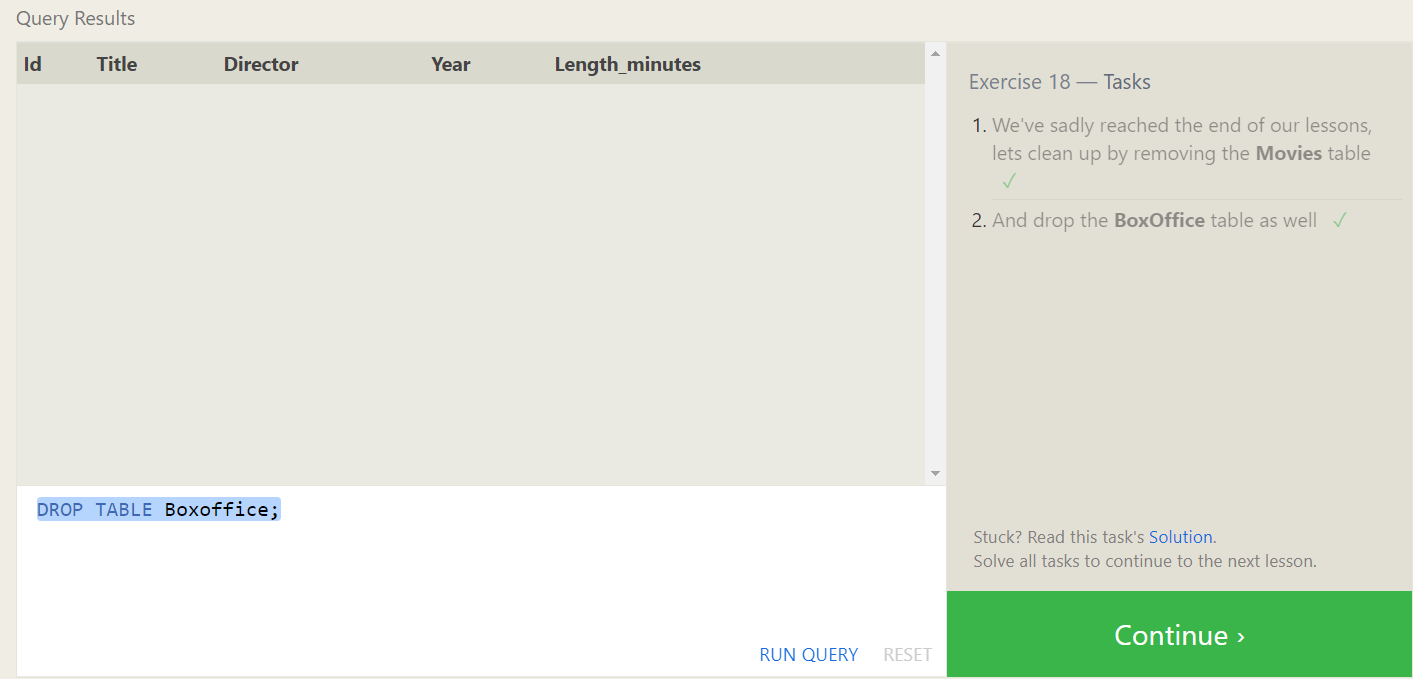 Query Results
Id Title Director Year Length_minutes
DROP TABLE Boxoffice;
RUN QUERY RESET
Exercise 18 — Tasks
1. We've sadly reached the end of our lessons,
lets clean up by removing the Movies table
✓
2. And drop the BoxOffice table as well ✓
Stuck? Read this task's Solution.
Solve all tasks to continue to the next lesson.
Continue ›